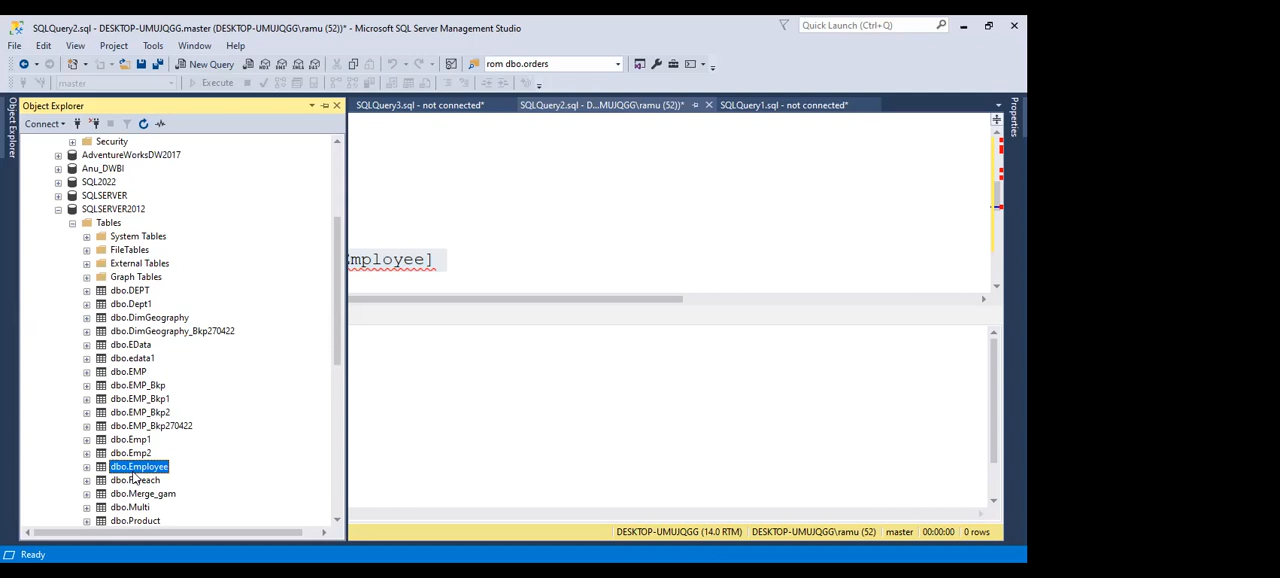 SQLQuery2.sql - DESKTOP-UMUJQGG.master (DESKTOP-UMUJQGG\ramu (52))* - Microsoft SQL Server Management Studio
Quick Launch (Ctrl+Q)
File Edit View Project Tools Window Help
New Query
rom dbo.orders
master
Execute
Object Explorer
Object Explorer
SQLQuery3.sql - not connected*
SQLQuery2.sql - D...MUJQGG\ramu (52))*
SQLQuery1.sql - not connected*
Properties
Connect
Security
AdventureWorksDW2017
Anu_DWBI
SQL2022
SQLSERVER
SQLSERVER2012
Tables
System Tables
FileTables
External Tables
Graph Tables
dbo.DEPT
dbo.Dept1
dbo.DimGeography
dbo.DimGeography_Bkp270422
dbo.EData
dbo.edata1
dbo.EMP
dbo.EMP_Bkp
dbo.EMP_Bkp1
dbo.EMP_Bkp2
dbo.EMP_Bkp270422
dbo.Emp1
dbo.Emp2
dbo.Employee
dbo.Merge_gam
dbo.Multi
dbo.Product
Employee]
DESKTOP-UMUJQGG (14.0 RTM) DESKTOP-UMUJQGG\ramu (52) master 00:00:00 0 rows
Ready